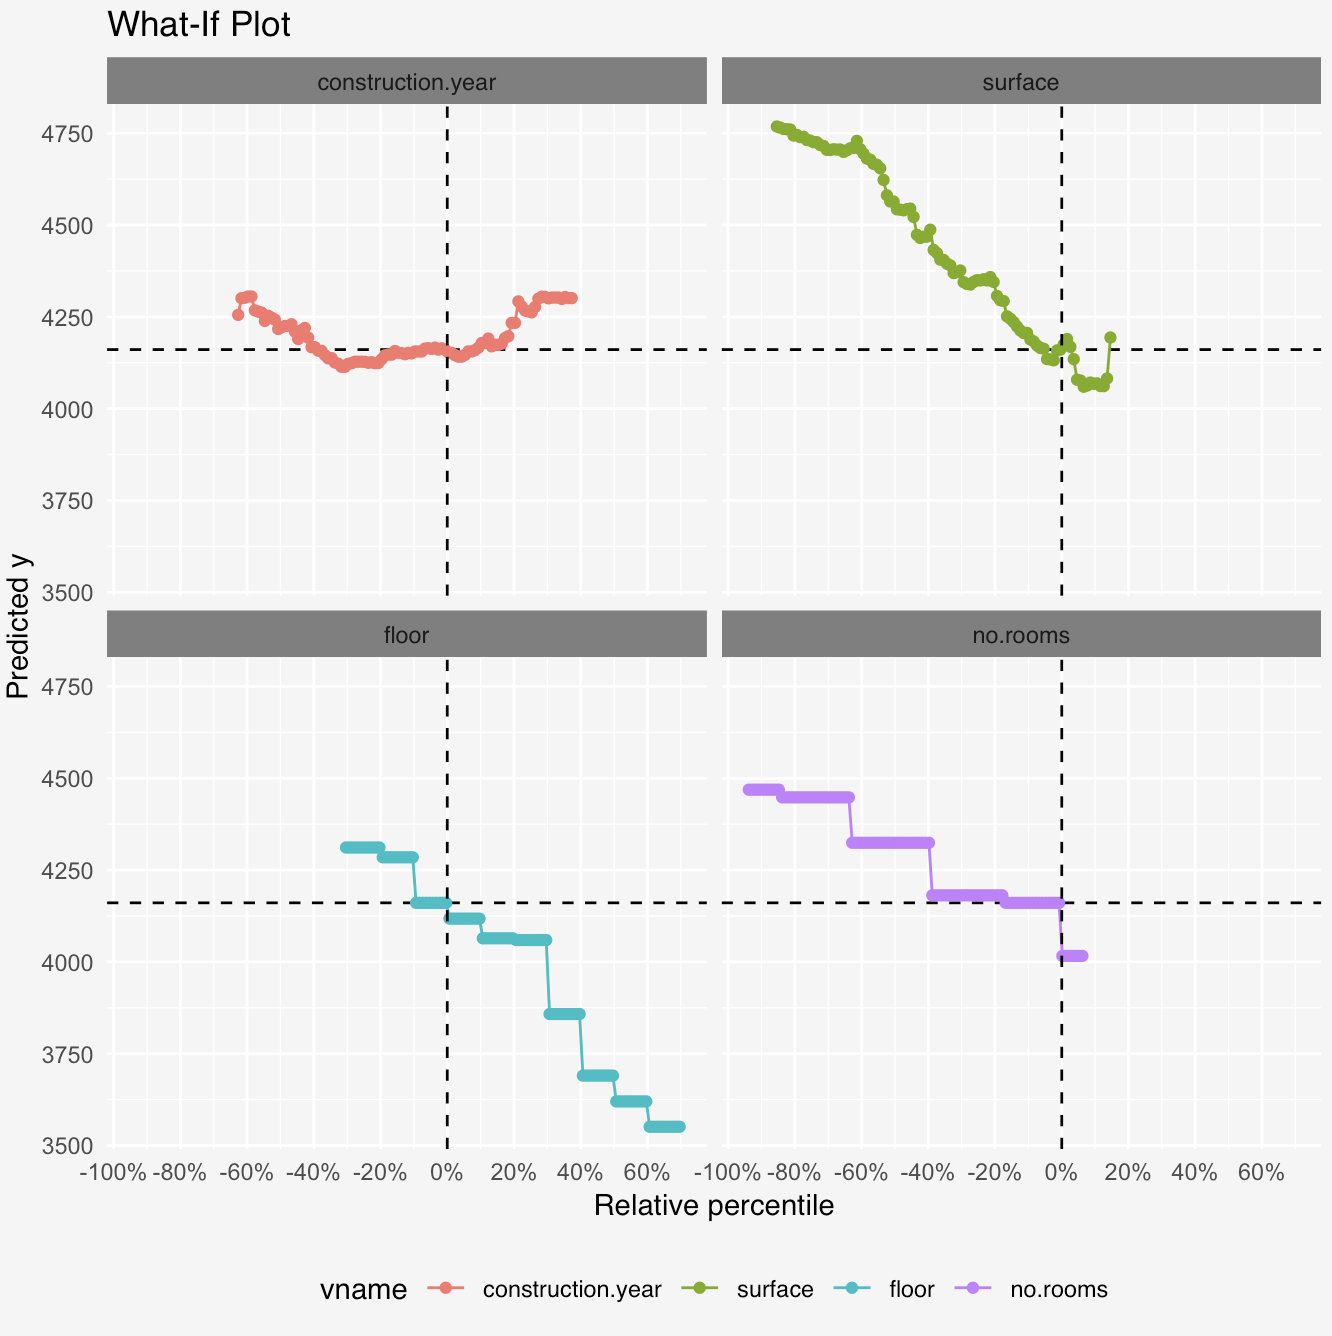 What-If Plot
construction.year surface
4750
4500
4250
4000
3750
3500
floor no.rooms
4750
4500
4250
4000
3750
3500
Predicted y
-100% -80% -60% -40% -20% 0% 20% 40% 60% -100% -80% -60% -40% -20% 0% 20% 40% 60%
Relative percentile
vname construction.year surface floor no.rooms